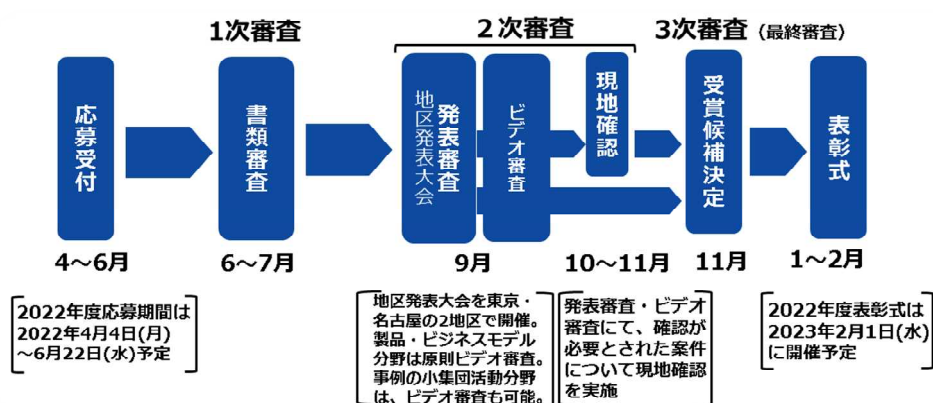 1次審査
2次審査
3次審査 (最終審査)
応募受付
書類審査
発表審査
地区発表大会
ビデオ審査
現地確認
受賞候補決定
表彰式
4～6月
6～7月
9月
10～11月
11月
1～2月
2022年度応募期間は
2022年4月4日(月)
～6月22日(水)予定
地区発表大会を東京・
名古屋の2地区で開催。
製品・ビジネスモデル
分野は原則ビデオ審査。
事例の小集団活動分野
は、ビデオ審査も可能。
発表審査・ビデオ
審査にて、確認が
必要とされた案件
について現地確認
を実施
2022年度表彰式は
2023年2月1日(水)
に開催予定